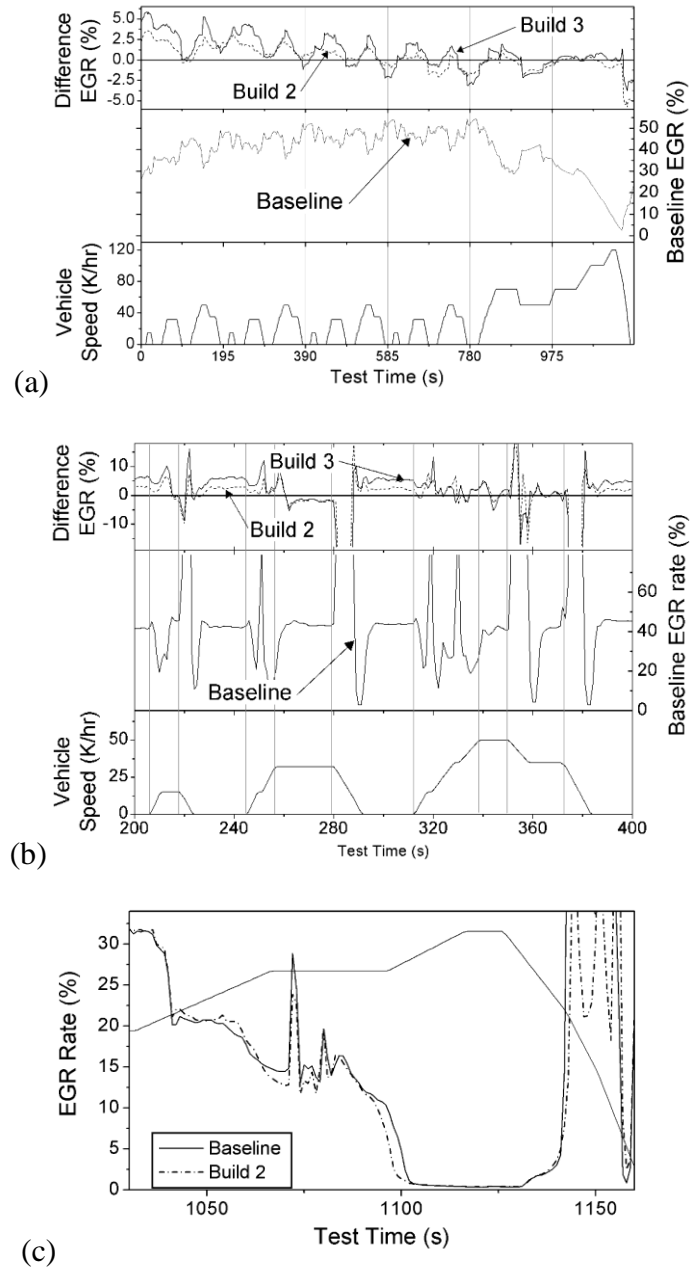 5.0
2.5
0.0
-2.5
-5.0
Difference
EGR (%)
Build 3
Build 2
50
40
30
20
10
0
Baseline EGR (%)
Baseline
120
80
40
0
Vehicle
Speed (K/hr)
0 195 390 585 780 975
Test Time (s)
(a)
10
0
-10
Difference
EGR (%)
Build 3
Build 2
60
40
20
0
Baseline EGR rate (%)
Baseline
50
25
0
Vehicle
Speed (K/hr)
200 240 280 320 360 400
Test Time (s)
(b)
30
25
20
15
10
5
0
EGR Rate (%)
Baseline
Build 2
1050 1100 1150
Test Time (s)
(c)